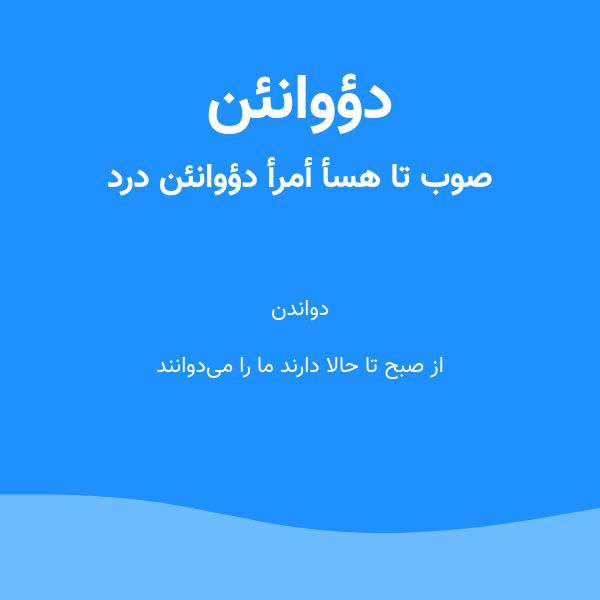 دؤوانئن
صوب تا هسأ أمرأ دؤوانئن درد
دواندن
از صبح تا حالا دارند ما را می‌دوانند